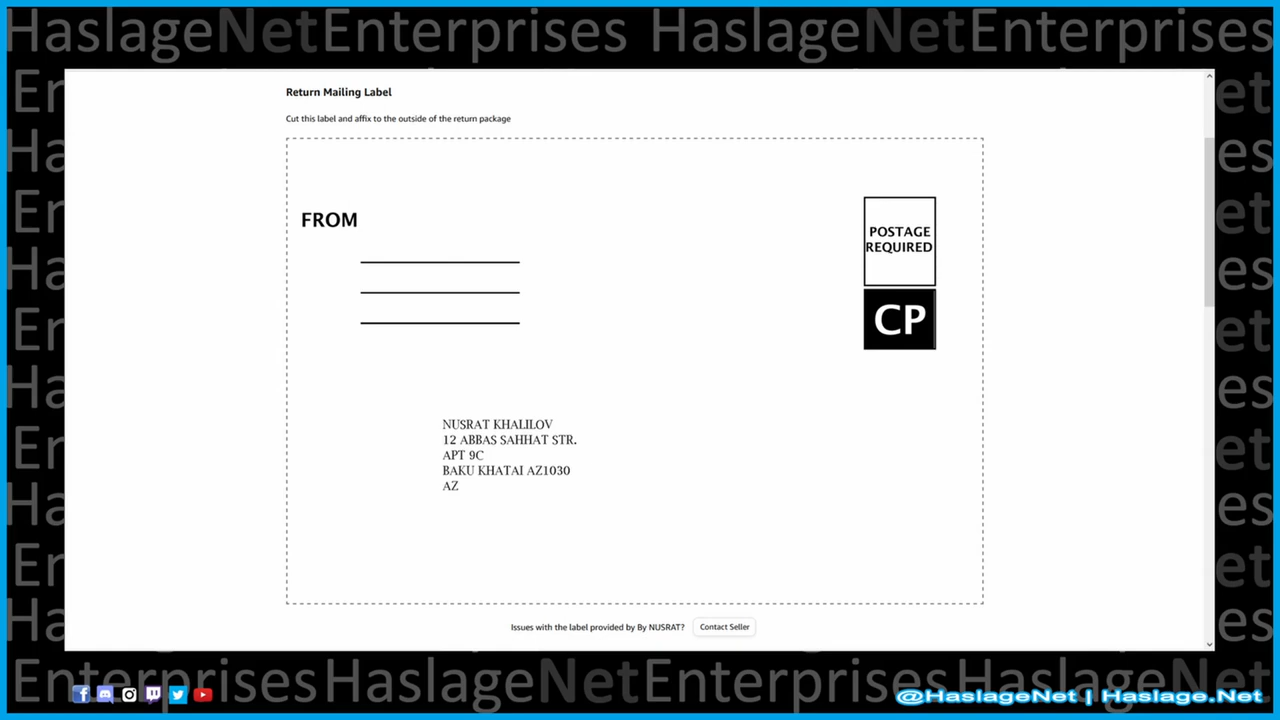 HaslageNetEnterprises HaslageNetEnterprises
Return Mailing Label
Cut this label and affix to the outside of the return package
FROM
POSTAGE
REQUIRED
CP
NUSRAT KHALILOV
12 ABBAS SAHHAT STR.
APT 9C
BAKU KHATAI AZ1030
AZ
Issues with the label provided by By NUSRAT?
Contact Seller
EnterprisesHaslageNetEnterprisesHaslageNet
@HaslageNet | Haslage.Net